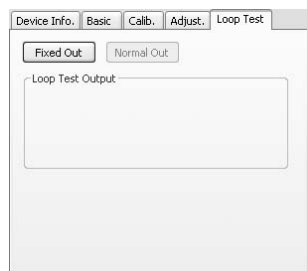 Device Info. Basic Calib. Adjust. Loop Test
Fixed Out Normal Out
Loop Test Output